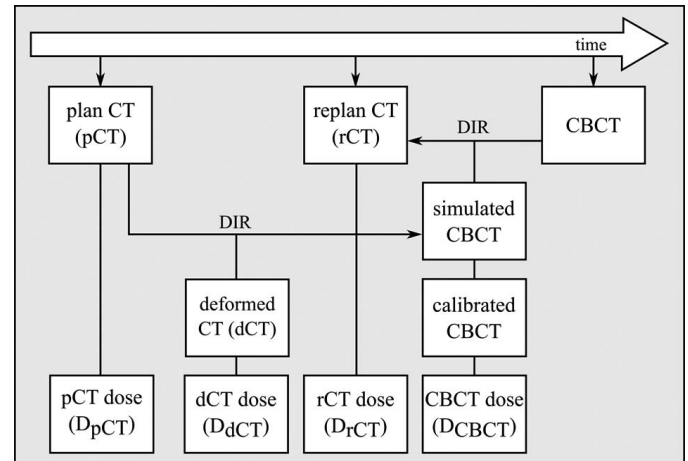 time
plan CT
(pCT)
replan CT
(rCT)
CBCT
DIR
simulated
CBCT
DIR
deformed
CT (dCT)
calibrated
CBCT
pCT dose
(DpCT)
dCT dose
(DdCT)
rCT dose
(DrCT)
CBCT dose
(DCBCT)